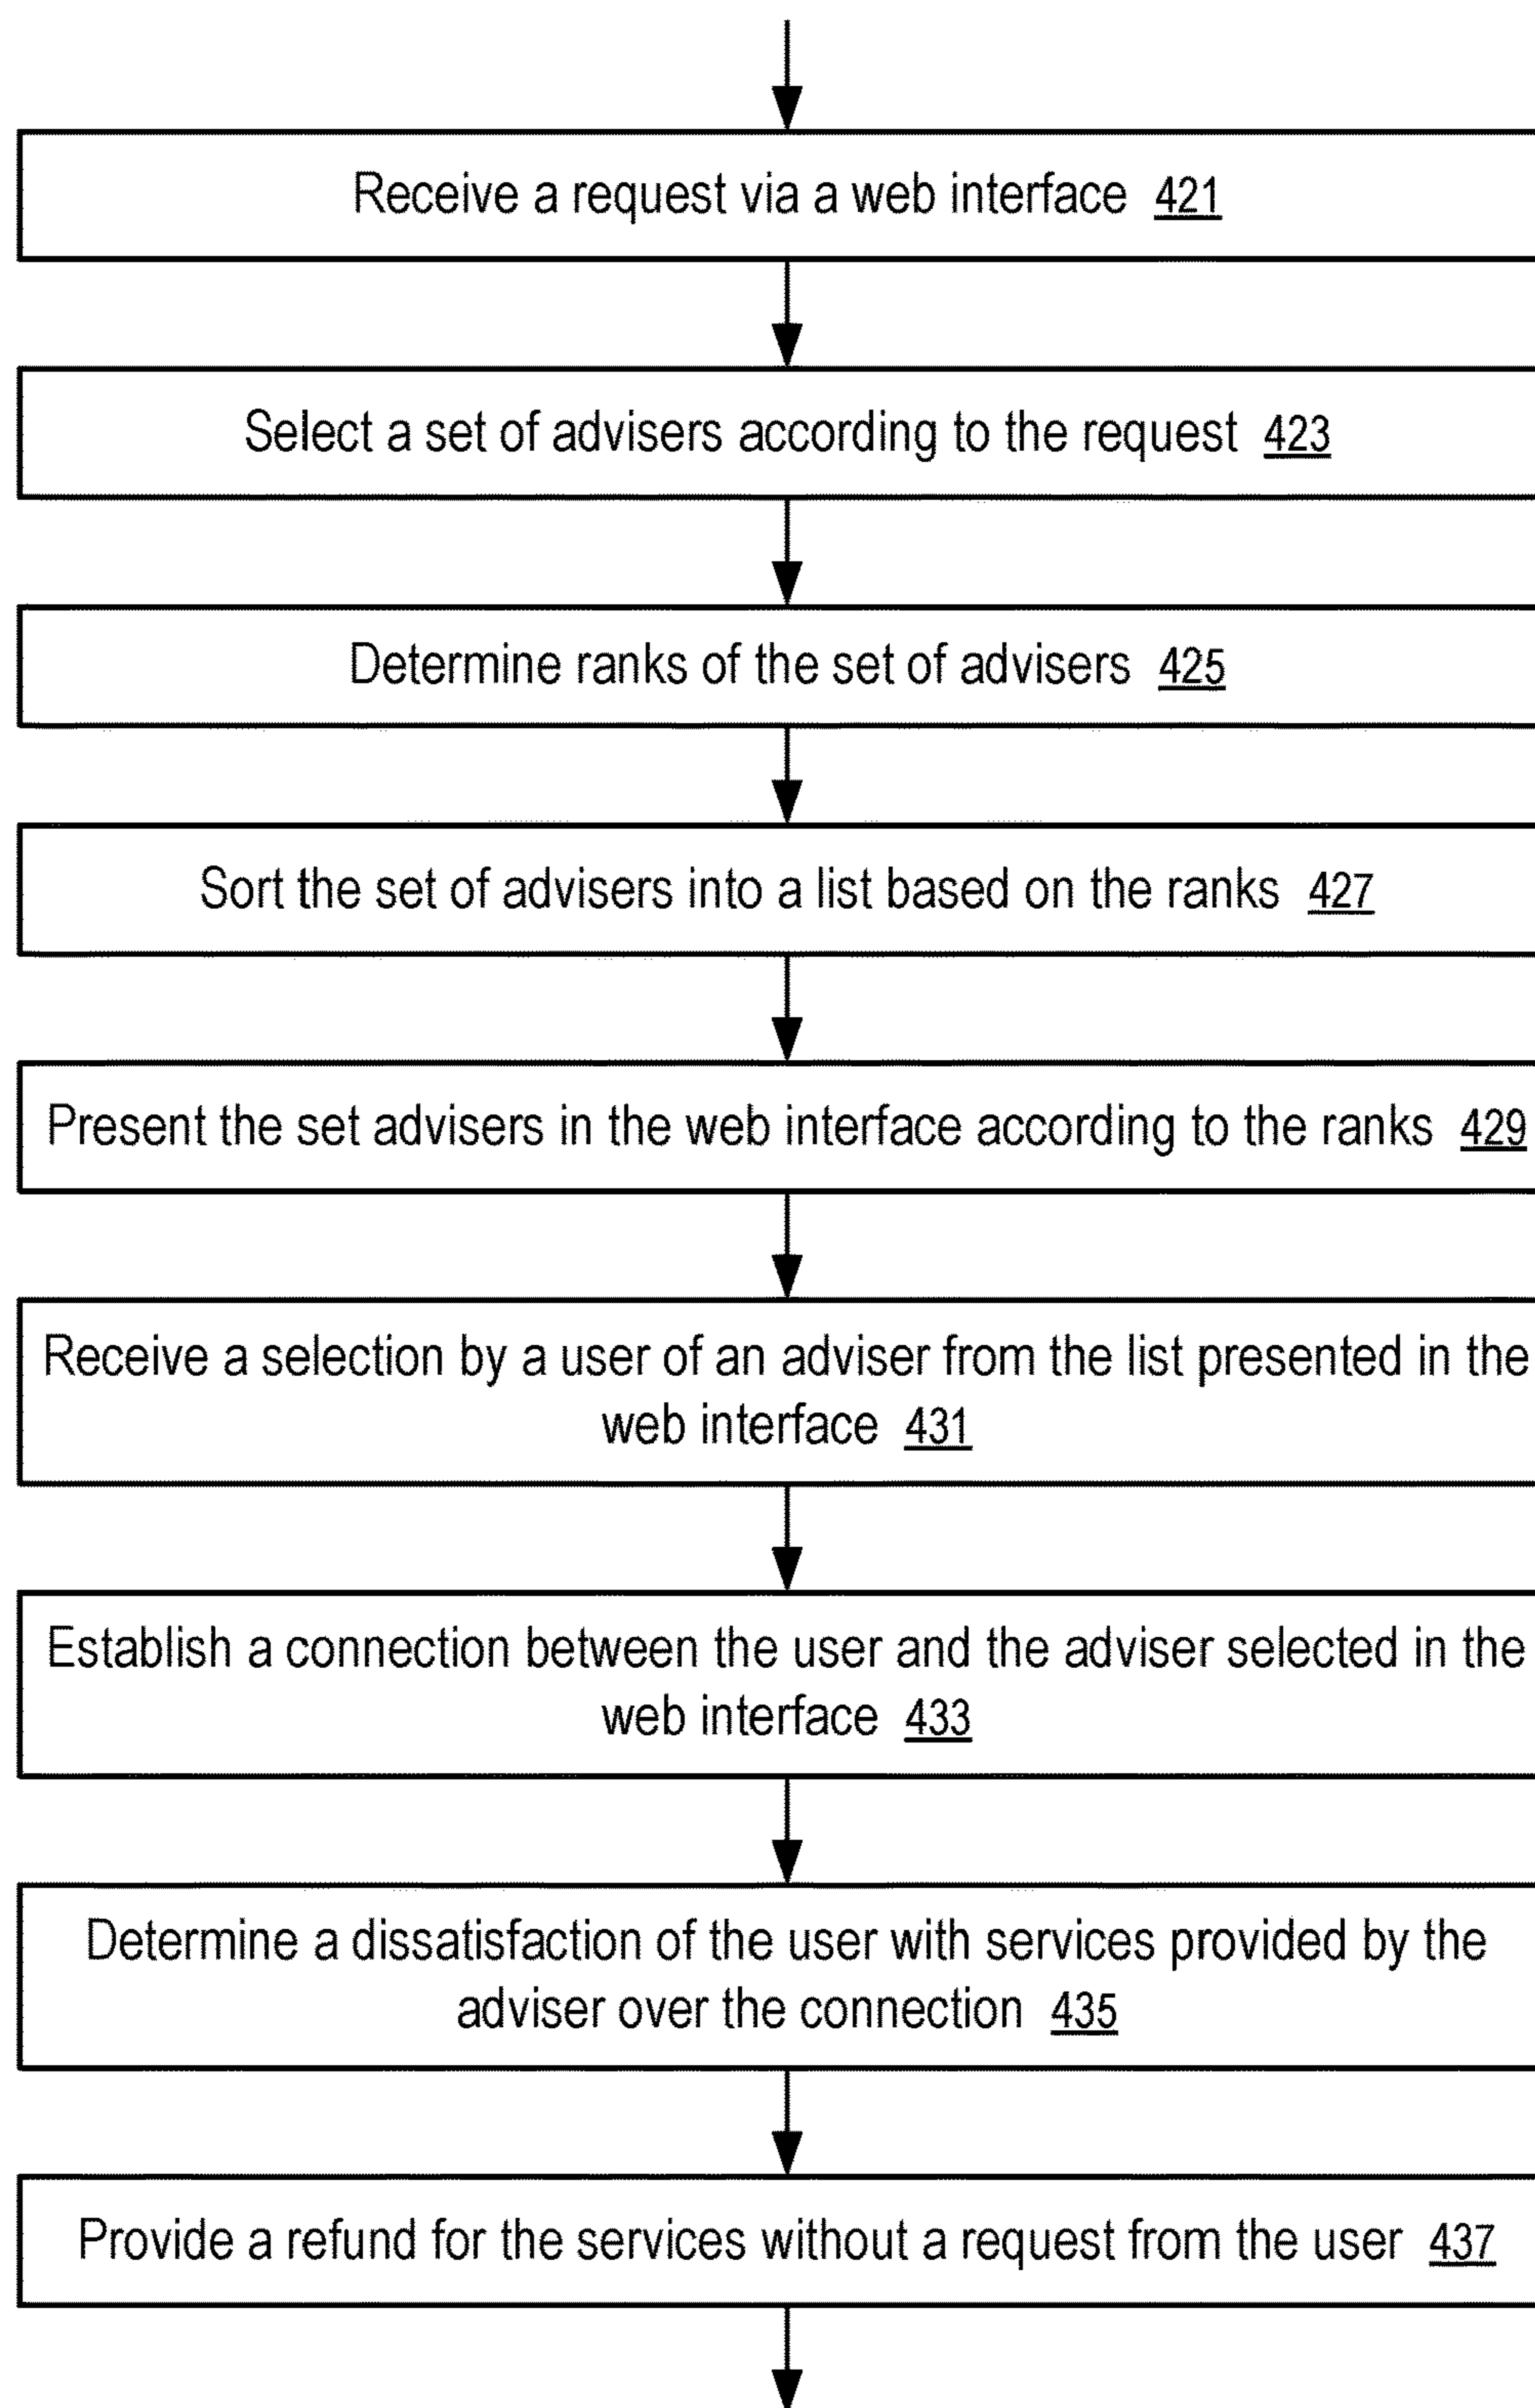 Receive a request via a web interface 421
Select a set of advisers according to the request 423
Determine ranks of the set of advisers 425
Sort the set of advisers into a list based on the ranks 427
Present the set advisers in the web interface according to the ranks 429
Receive a selection by a user of an adviser from the list presented in the
web interface 431
Establish a connection between the user and the adviser selected in the
web interface 433
Determine a dissatisfaction of the user with services provided by the
adviser over the connection 435
Provide a refund for the services without a request from the user 437